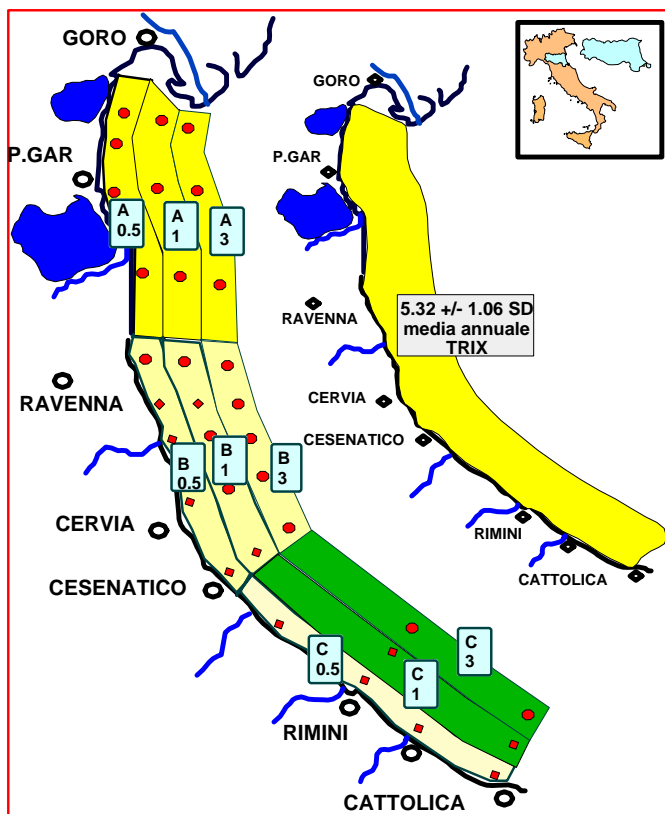 GORO
P.GAR
A
0.5
A
1
A
3
RAVENNA
B
0.5
B
1
B
3
CERVIA
CESENATICO
C
0.5
C
1
C
3
RIMINI
CATTOLICA
GORO
P.GAR
5.32 +/- 1.06 SD
media annuale
TRIX
RAVENNA
CERVIA
CESENATICO
RIMINI
CATTOLICA